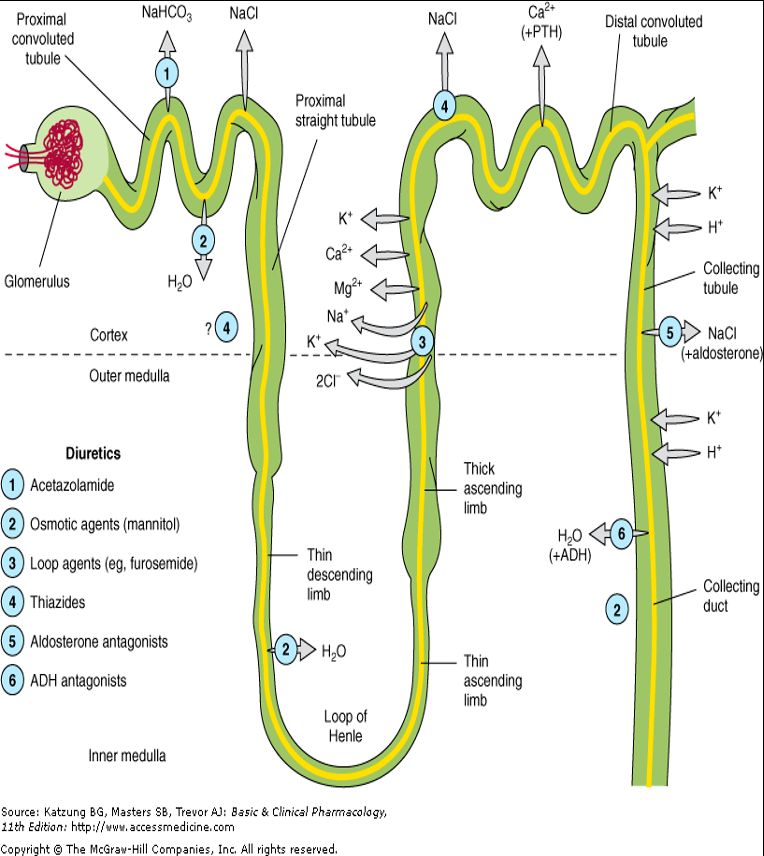 Proximal
convoluted
tubule
NaHCO₃
NaCl
1
Proximal
straight tubule
2
H₂O
Glomerulus
? 4
Cortex
Outer medulla
NaCl
4
Ca²⁺
(+PTH)
Distal convoluted
tubule
K⁺
Ca²⁺
Mg²⁺
Na⁺
K⁺
2Cl⁻
3
K⁺
H⁺
Collecting
tubule
5
NaCl
(+aldosterone)
K⁺
H⁺
Diuretics
1 Acetazolamide
2 Osmotic agents (mannitol)
3 Loop agents (eg, furosemide)
4 Thiazides
5 Aldosterone antagonists
6 ADH antagonists
Thick
ascending
limb
Thin
descending
limb
2
H₂O
Thin
ascending
limb
H₂O
(+ADH)
6
2
Collecting
duct
Loop of
Henle
Inner medulla
Source: Katzung BG, Masters SB, Trevor AJ: Basic & Clinical Pharmacology,
11th Edition: http://www.accessmedicine.com
Copyright © The McGraw-Hill Companies, Inc. All rights reserved.